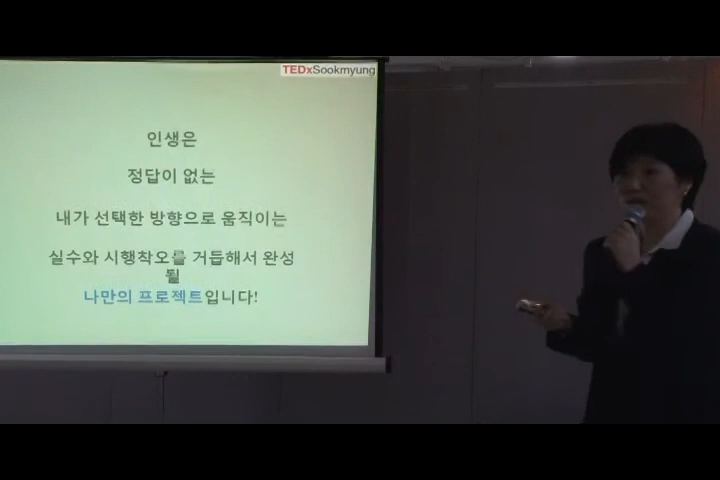 TEDxSookmyung
인생은
정답이 없는
내가 선택한 방향으로 움직이는
실수와 시행착오를 거듭해서 완성
될
나만의 프로젝트입니다!